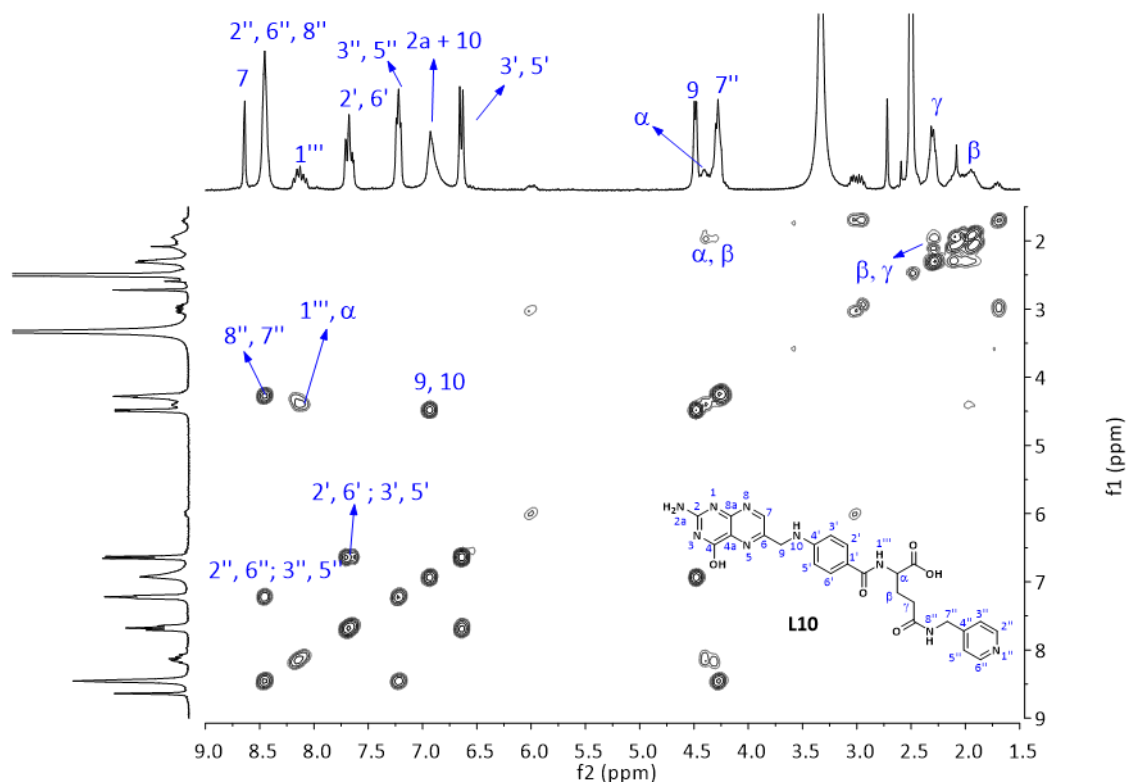 2'', 6'', 8''
7
1'''
2', 6'
3'', 5''
2a + 10
3', 5'
α
9
7''
γ
β
α, β
β, γ
1''', α
8'', 7''
9, 10
2', 6' ; 3', 5'
2'', 6''; 3'', 5''
H₂N
2a
2
1
N
8a
N
8
7
3
N
4
4a
N
5
6
OH
9
H
N
10
4'
3'
2'
5'
6'
1'
O
1'''
H
N
α
O
OH
β
γ
O
8''
N
H
7''
4''
3''
2''
N
1''
5''
6''
L10
2
3
4
5
6
7
8
9
f1 (ppm)
9.0 8.5 8.0 7.5 7.0 6.5 6.0 5.5 5.0 4.5 4.0 3.5 3.0 2.5 2.0 1.5
f2 (ppm)